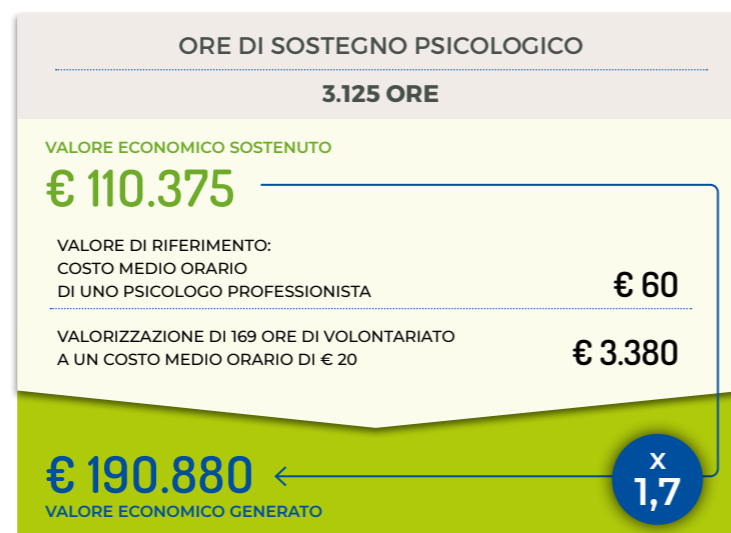 ORE DI SOSTEGNO PSICOLOGICO
3.125 ORE
VALORE ECONOMICO SOSTENUTO
€ 110.375
VALORE DI RIFERIMENTO:
COSTO MEDIO ORARIO
DI UNO PSICOLOGO PROFESSIONISTA
€ 60
VALORIZZAZIONE DI 169 ORE DI VOLONTARIATO
A UN COSTO MEDIO ORARIO DI € 20
€ 3.380
€ 190.880
VALORE ECONOMICO GENERATO
X
1,7